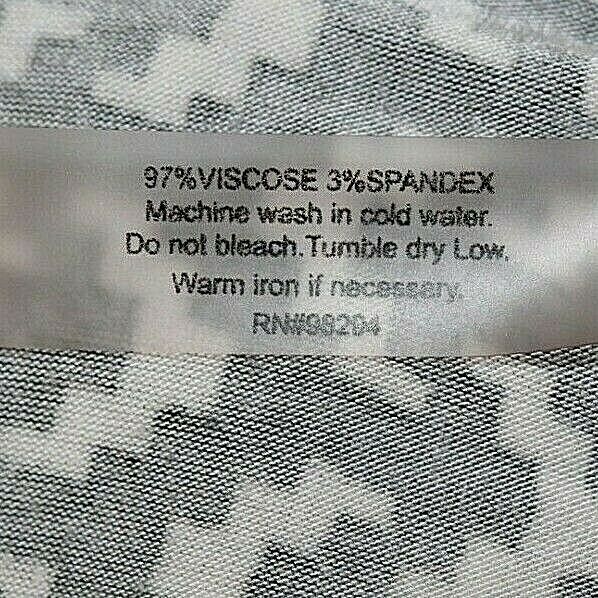 97%VISCOSE 3%SPANDEX
Machine wash in cold water.
Do not bleach.Tumble dry Low.
Warm iron if necessary.
RN#98294